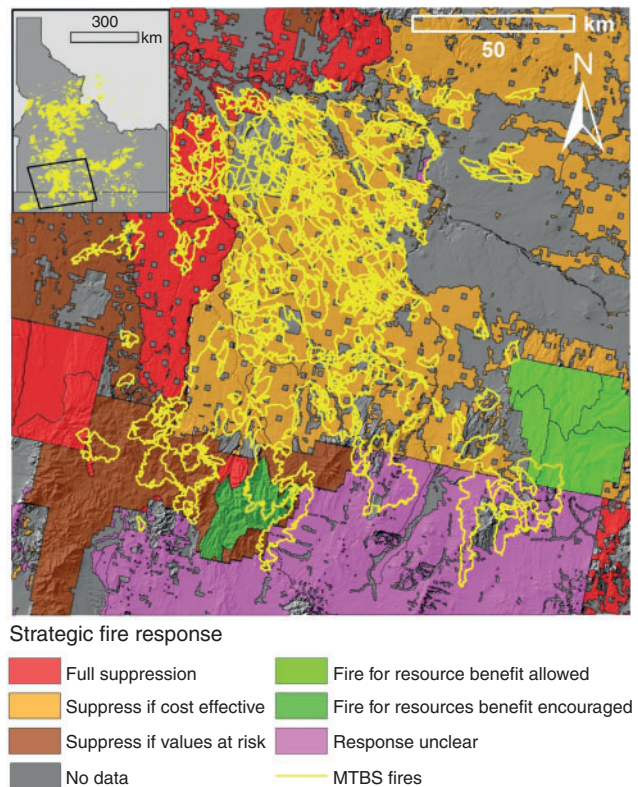 300
km
km
50
N
Strategic fire response
Full suppression
Fire for resource benefit allowed
Suppress if cost effective
Fire for resources benefit encouraged
Suppress if values at risk
Response unclear
No data
MTBS fires